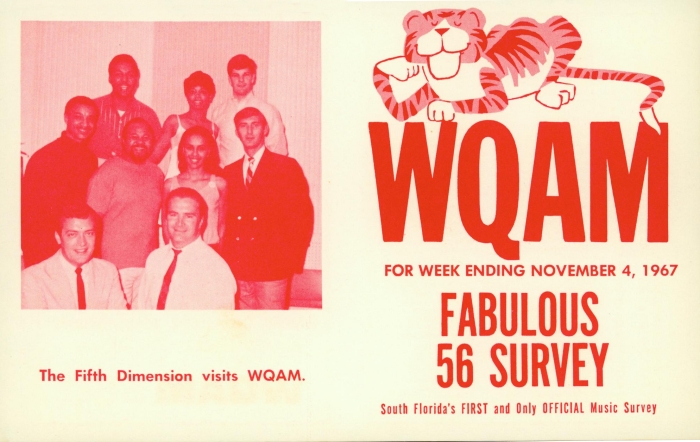 The Fifth Dimension visits WQAM.
WQAM
FOR WEEK ENDING NOVEMBER 4, 1967
FABULOUS
56 SURVEY
South Florida's FIRST and Only OFFICIAL Music Survey